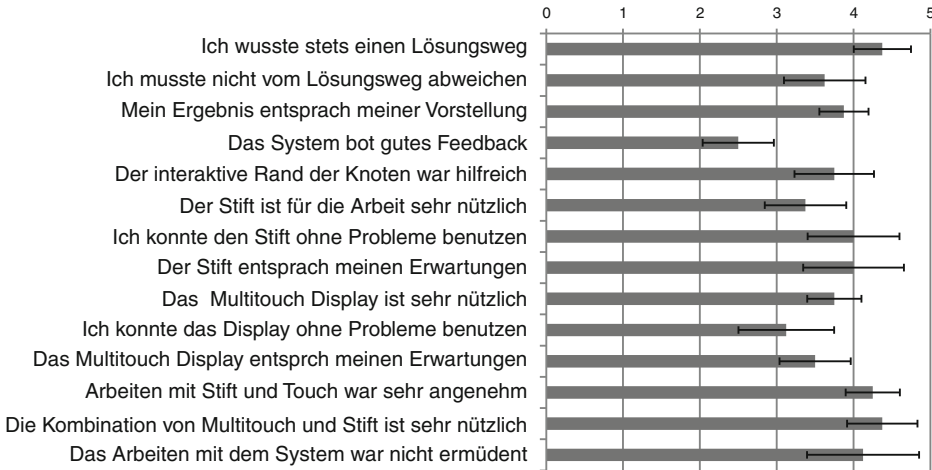 0 1 2 3 4 5
Ich wusste stets einen Lösungsweg
Ich musste nicht vom Lösungsweg abweichen
Mein Ergebnis entsprach meiner Vorstellung
Das System bot gutes Feedback
Der interaktive Rand der Knoten war hilfreich
Der Stift ist für die Arbeit sehr nützlich
Ich konnte den Stift ohne Probleme benutzen
Der Stift entsprach meinen Erwartungen
Das Multitouch Display ist sehr nützlich
Ich konnte das Display ohne Probleme benutzen
Das Multitouch Display entsprch meinen Erwartungen
Arbeiten mit Stift und Touch war sehr angenehm
Die Kombination von Multitouch und Stift ist sehr nützlich
Das Arbeiten mit dem System war nicht ermüdent